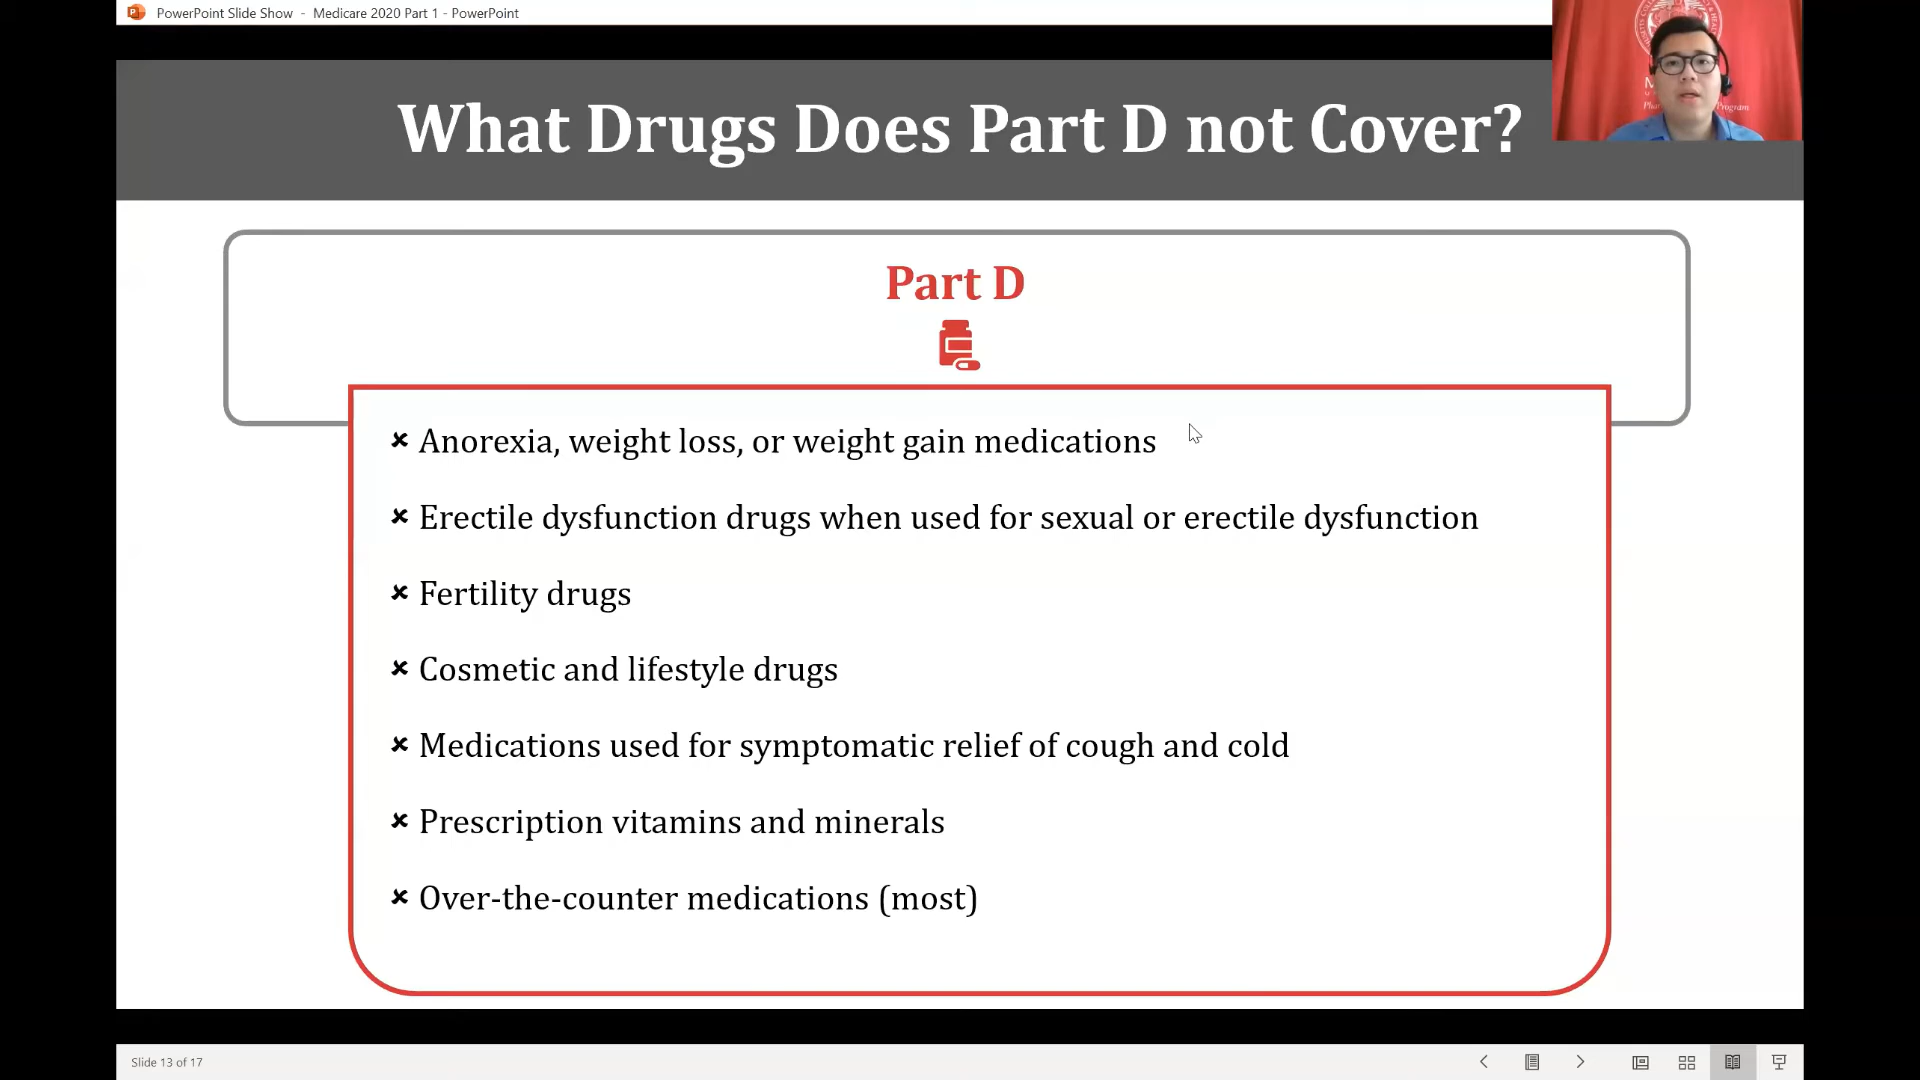 PowerPoint Slide Show - Medicare 2020 Part 1 - PowerPoint
What Drugs Does Part D not Cover?
Part D
✘ Anorexia, weight loss, or weight gain medications
✘ Erectile dysfunction drugs when used for sexual or erectile dysfunction
✘ Fertility drugs
✘ Cosmetic and lifestyle drugs
✘ Medications used for symptomatic relief of cough and cold
✘ Prescription vitamins and minerals
✘ Over-the-counter medications (most)
Slide 13 of 17